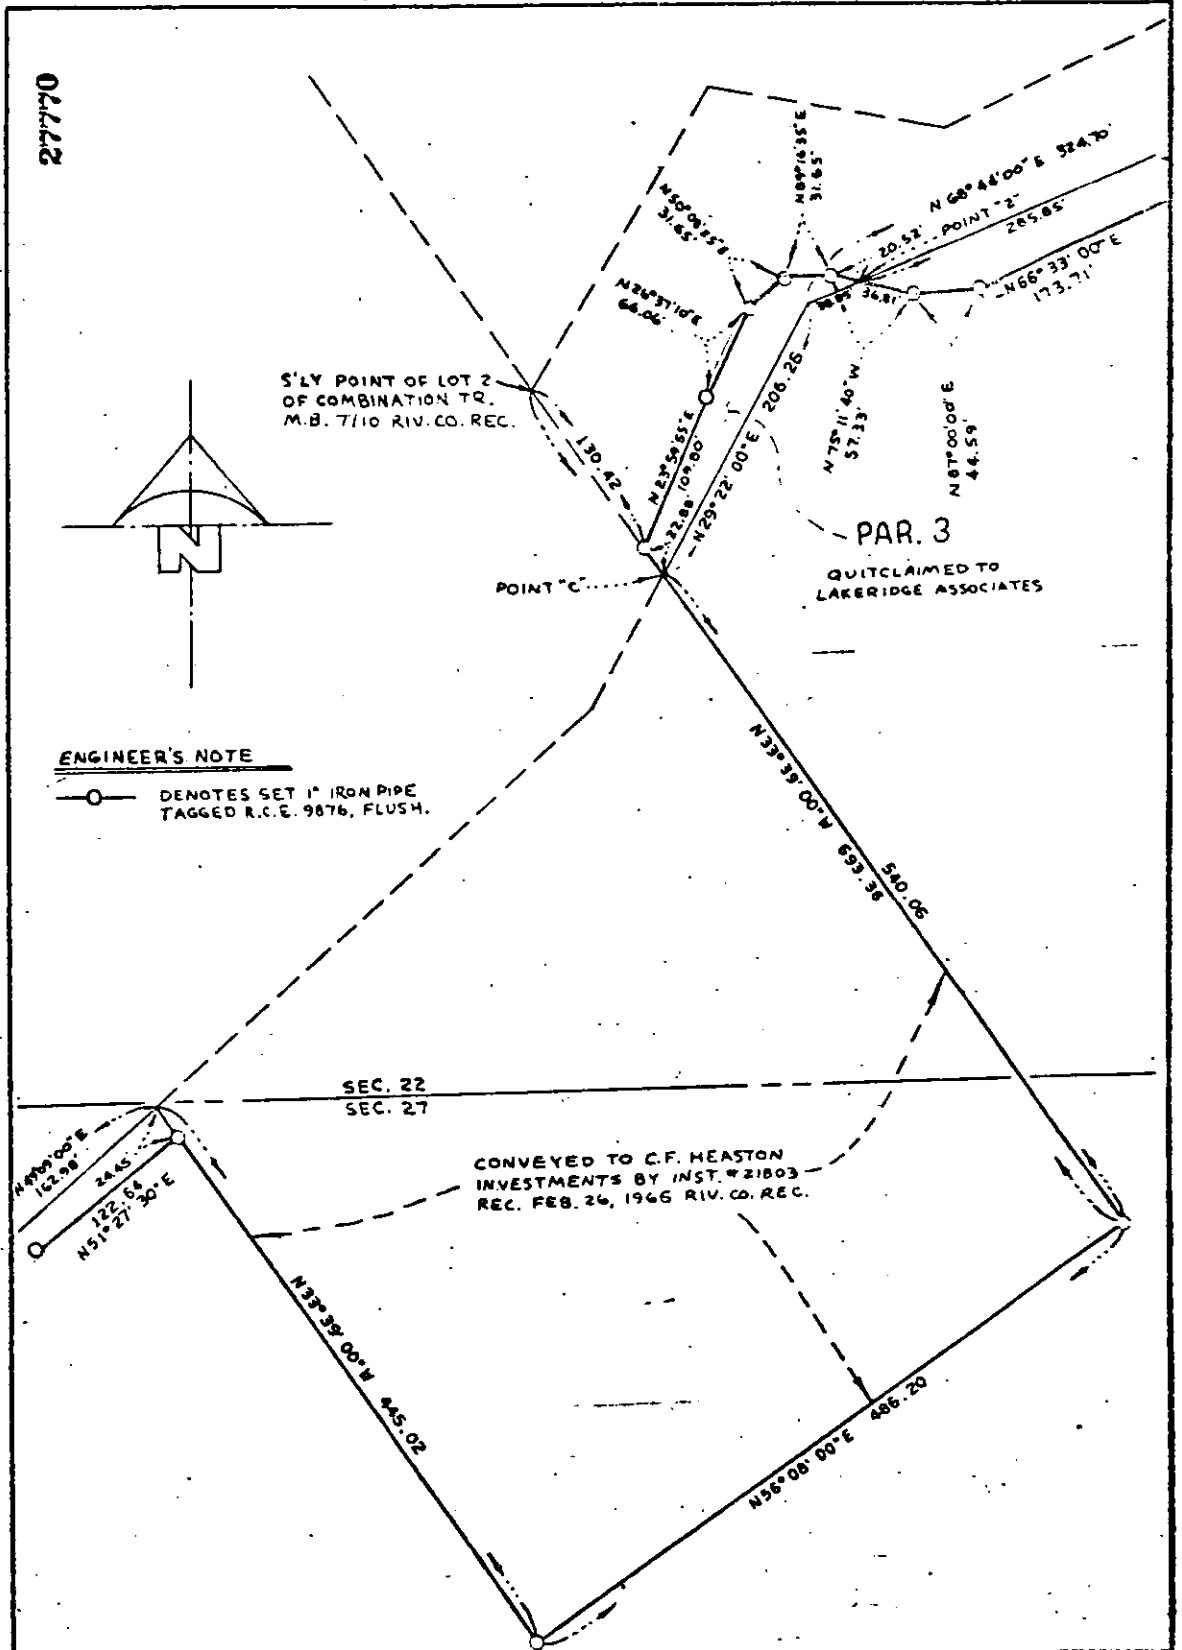 27770
N 89°16'35" E
31.65'
N 50°08'25" E
31.65'
N 68°44'00" E 324.70'
20.52'
POINT "2"
285.85'
N 26°37'10" E
64.06'
36.81'
N 66°33'00" E
173.71'
S'LY POINT OF LOT 2
OF COMBINATION TR.
M.B. 7/10 RIV. CO. REC.
130.42
N 23°59'55" E
109.80'
22.88'
N 29°22'00" E 206.26
N 75°11'40" W
57.33'
N 87°00'00" E
44.59'
N
PAR. 3
QUITCLAIMED TO
LAKERIDGE ASSOCIATES
POINT "C"
ENGINEER'S NOTE
DENOTES SET 1" IRON PIPE
TAGGED R.C.E. 9876, FLUSH.
N 33°39'00" W 693.38
540.06
SEC. 22
SEC. 27
N 49°09'00" E
162.98'
24.45
122.64
N 51°27'30" E
CONVEYED TO C.F. HEASTON
INVESTMENTS BY INST. #21803
REC. FEB. 26, 1965 RIV. CO. REC.
N 33°39'00" W 445.02
N 56°08'00" E 486.20